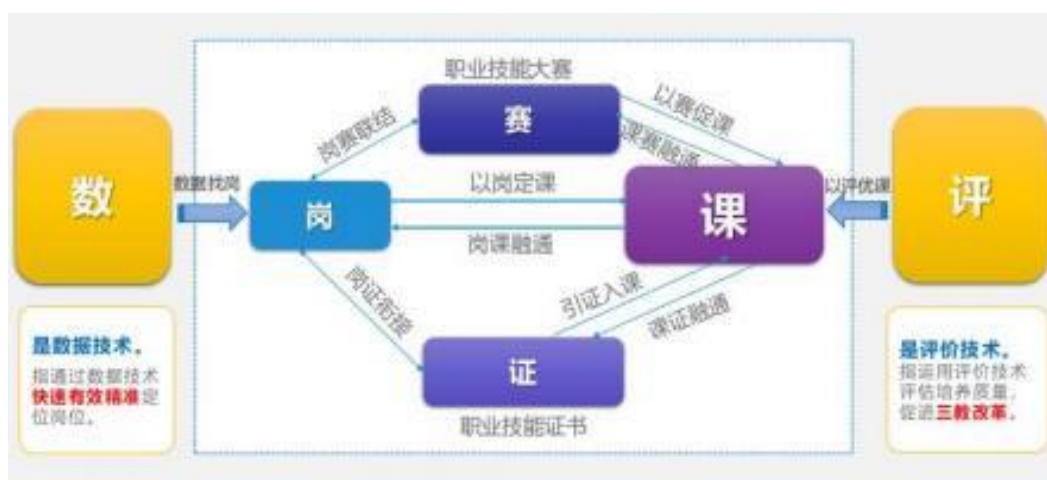 职业技能大赛
赛
岗赛联结
以赛促课
课赛融通
数
数据找岗
岗
以岗定课
岗课融通
课
以评优课
评
岗证衔接
引证入课
课证融通
证
职业技能证书
是数据技术。
指通过数据技术
快速有效精准定
位岗位。
是评价技术。
指运用评价技术
评估培养质量，
促进三教改革。